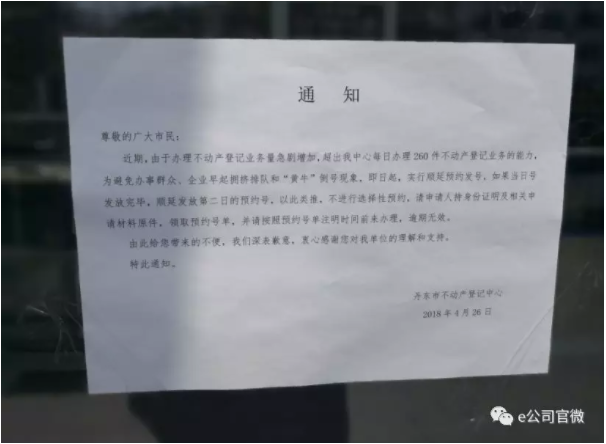 通 知
尊敬的广大市民：
近期，由于办理不动产登记业务量急剧增加，超出我中心每日办理260件不动产登记业务的能力，
为避免办事群众、企业早起拥挤排队和“黄牛”倒号现象，即日起，实行顺延预约发号。如果当日号
发放完毕，顺延发放第二日的预约号，以此类推，不进行选择性预约，请申请人持身份证明及相关申
请材料原件，领取预约号单，并请按照预约号单注明时间前来办理，逾期无效。
由此给您带来的不便，我们深表歉意，衷心感谢您对我单位的理解和支持。
特此通知。
丹东市不动产登记中心
2018年4月26日
e公司官微